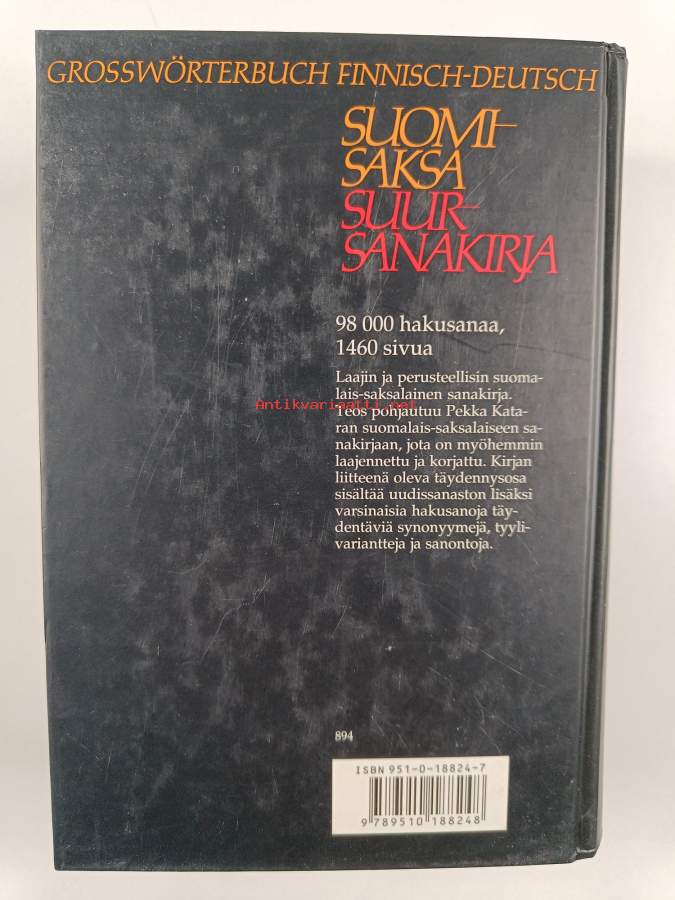 GROSSWÖRTERBUCH FINNISCH-DEUTSCH
SUOMI-
SAKSA
SUUR-
SANAKIRJA
98 000 hakusanaa,
1460 sivua
Laajin ja perusteellisin suoma-
lais-saksalainen sanakirja.
Antikvariaatti.net
Teos pohjautuu Pekka Kata-
ran suomalais-saksalaiseen sa-
nakirjaan, jota on myöhemmin
laajennettu ja korjattu. Kirjan
liitteenä oleva täydennysosa
sisältää uudissanaston lisäksi
varsinaisia hakusanoja täy-
dentäviä synonyymejä, tyyli-
variantteja ja sanontoja.
894
ISBN 951-0-18824-7
9 789510 188248